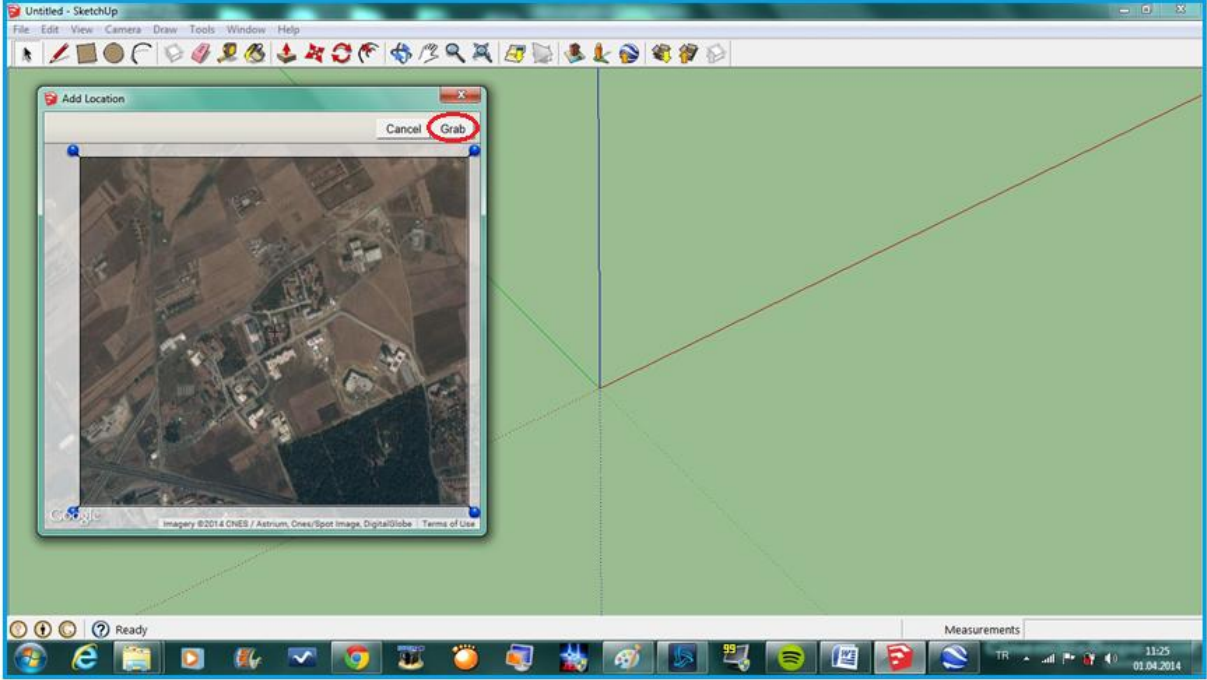 Untitled - SketchUp
File Edit View Camera Draw Tools Window Help
Add Location
Cancel Grab
Google
Imagery ©2014 CNES / Astrium, Cnes/Spot Image, DigitalGlobe Terms of Use
Ready
Measurements
99+
TR
11:25
01.04.2014